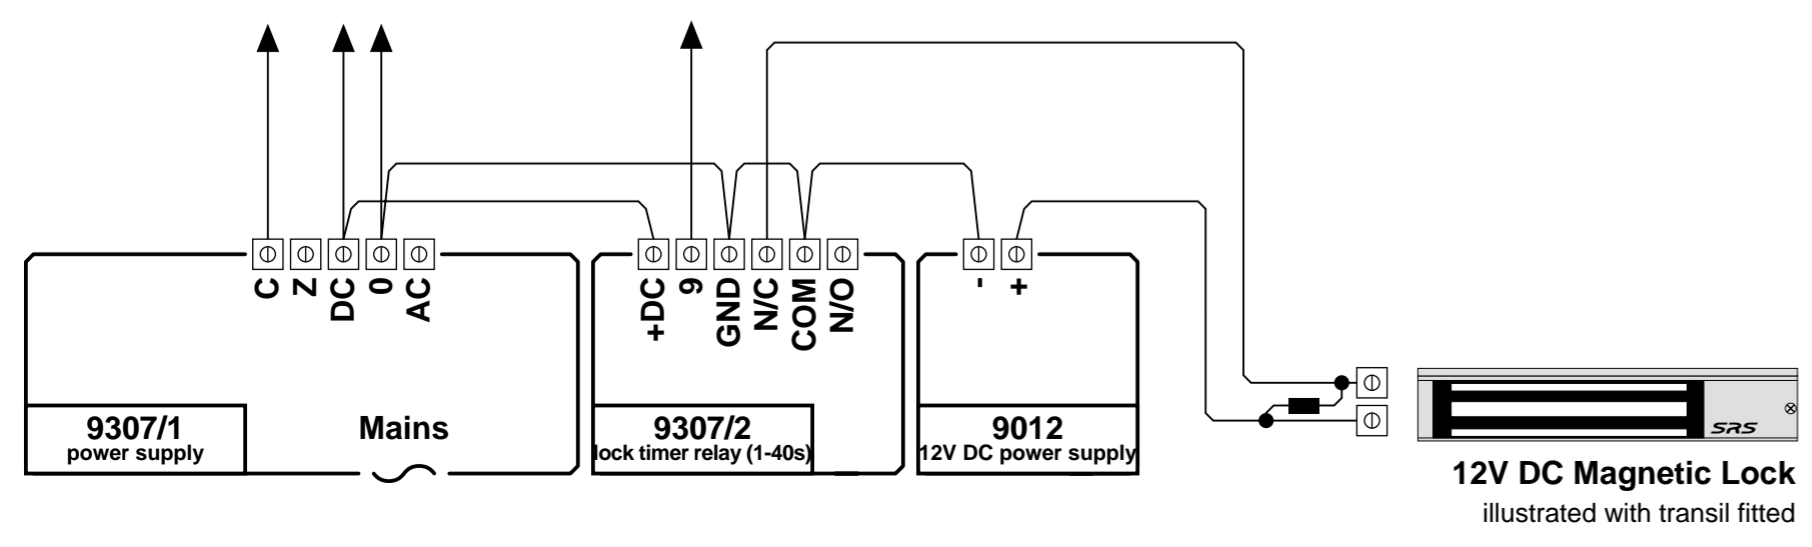 C
Z
DC
0
AC
+DC
9
GND
N/C
COM
N/O
-
+
9307/1
power supply
Mains
9307/2
lock timer relay (1-40s)
9012
12V DC power supply
SRS
12V DC Magnetic Lock
illustrated with transil fitted